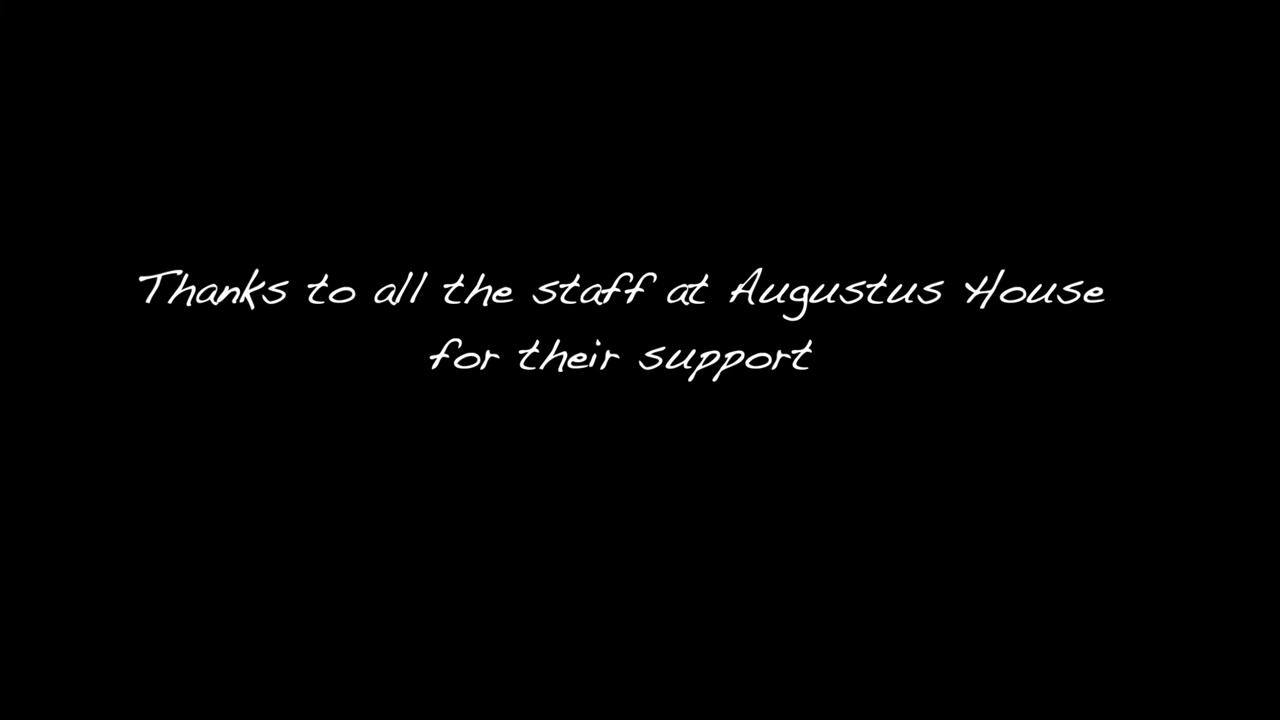 Thanks to all the staff at Augustus House
for their support